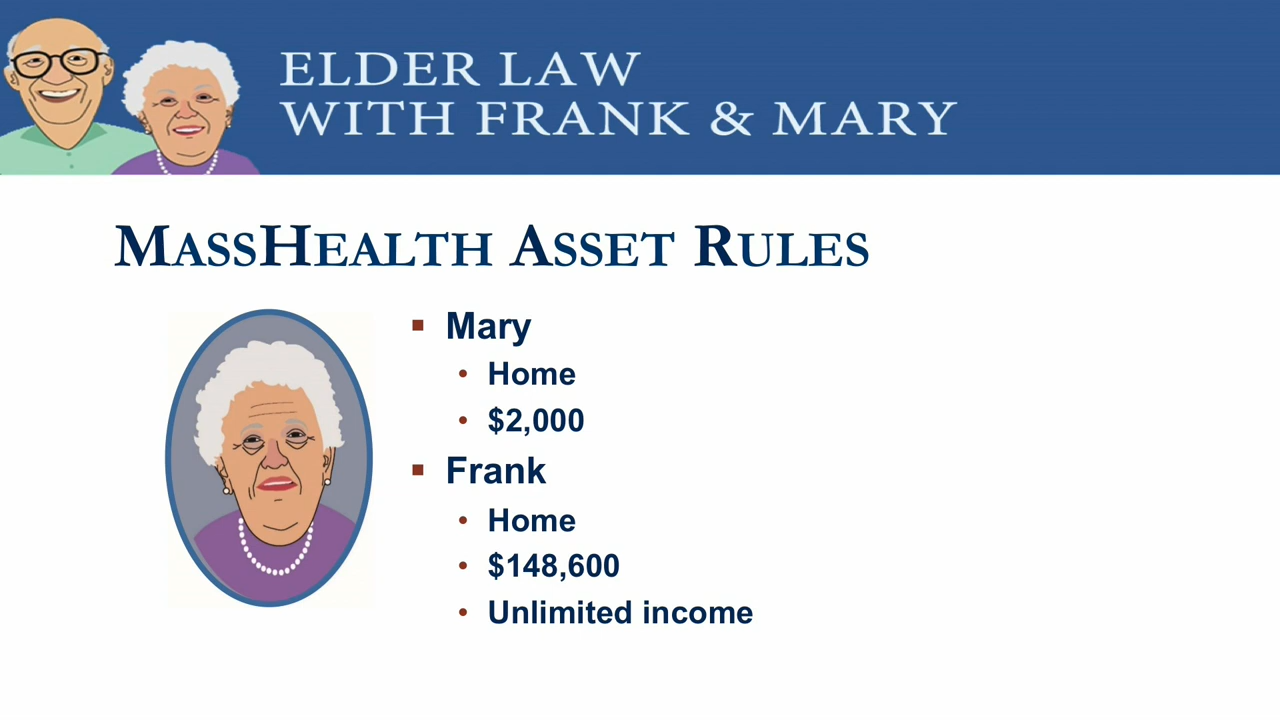 ELDER LAW
WITH FRANK & MARY
MASSHEALTH ASSET RULES
▪ Mary
• Home
• $2,000
▪ Frank
• Home
• $148,600
• Unlimited income